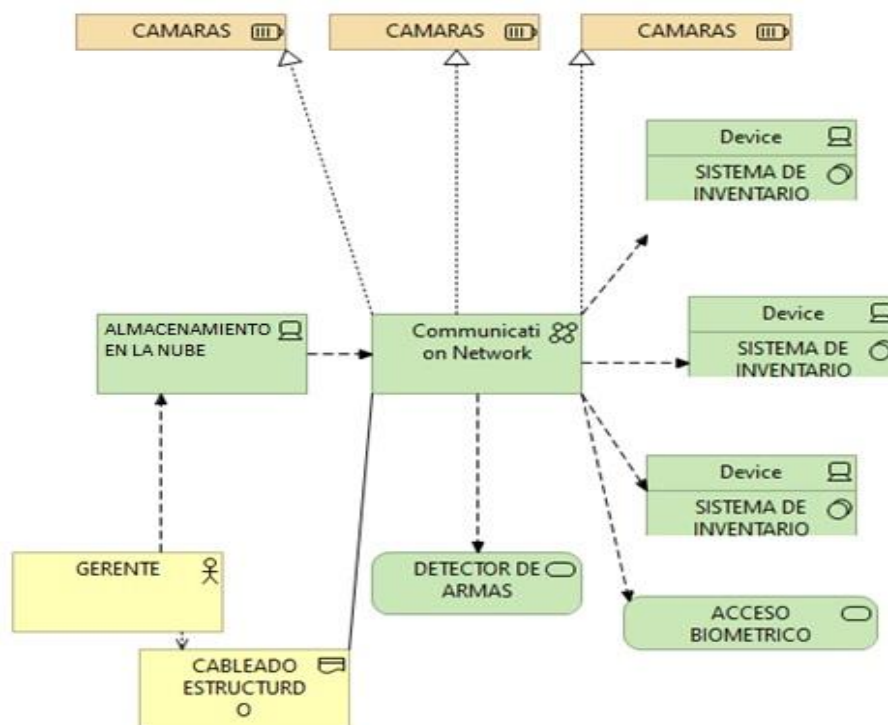 CAMARAS
CAMARAS
CAMARAS
Device
SISTEMA DE
INVENTARIO
Device
SISTEMA DE
INVENTARIO
ALMACENAMIENTO
EN LA NUBE
Communicati
on Network
Device
SISTEMA DE
INVENTARIO
GERENTE
DETECTOR DE
ARMAS
ACCESO
BIOMETRICO
CABLEADO
ESTRUCTURD
O